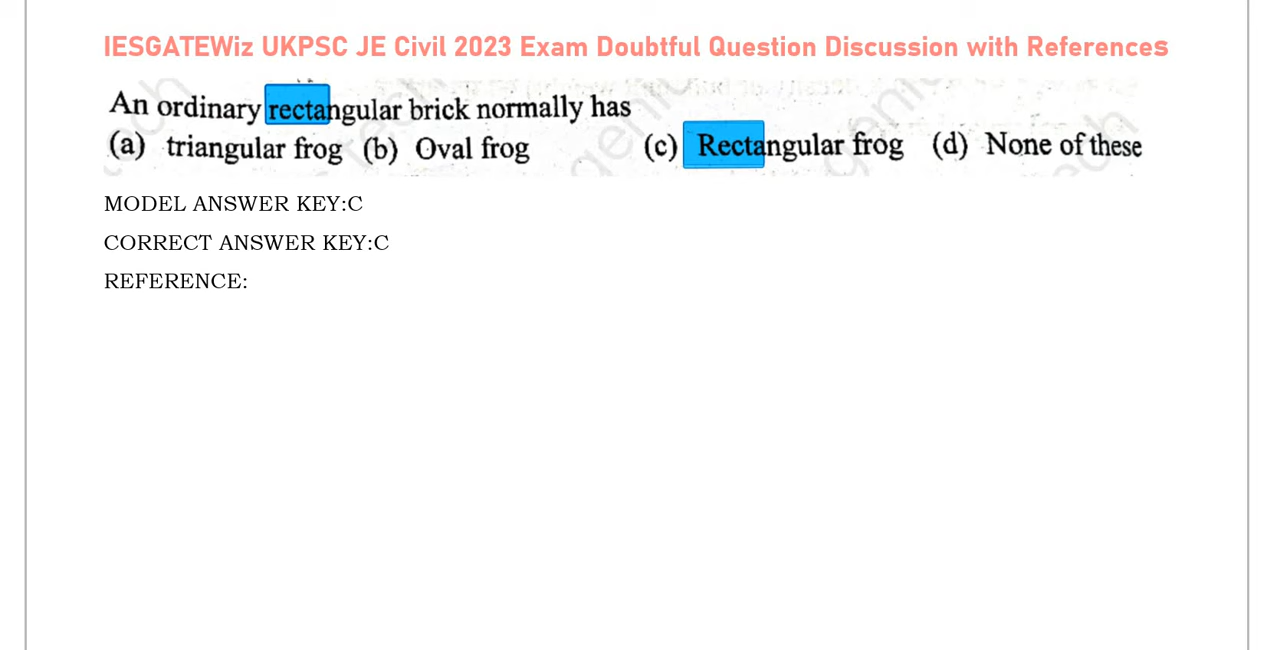 IESGATEWiz UKPSC JE Civil 2023 Exam Doubtful Question Discussion with References
An ordinary rectangular brick normally has
(a) triangular frog (b) Oval frog (c) Rectangular frog (d) None of these
MODEL ANSWER KEY:C
CORRECT ANSWER KEY:C
REFERENCE: